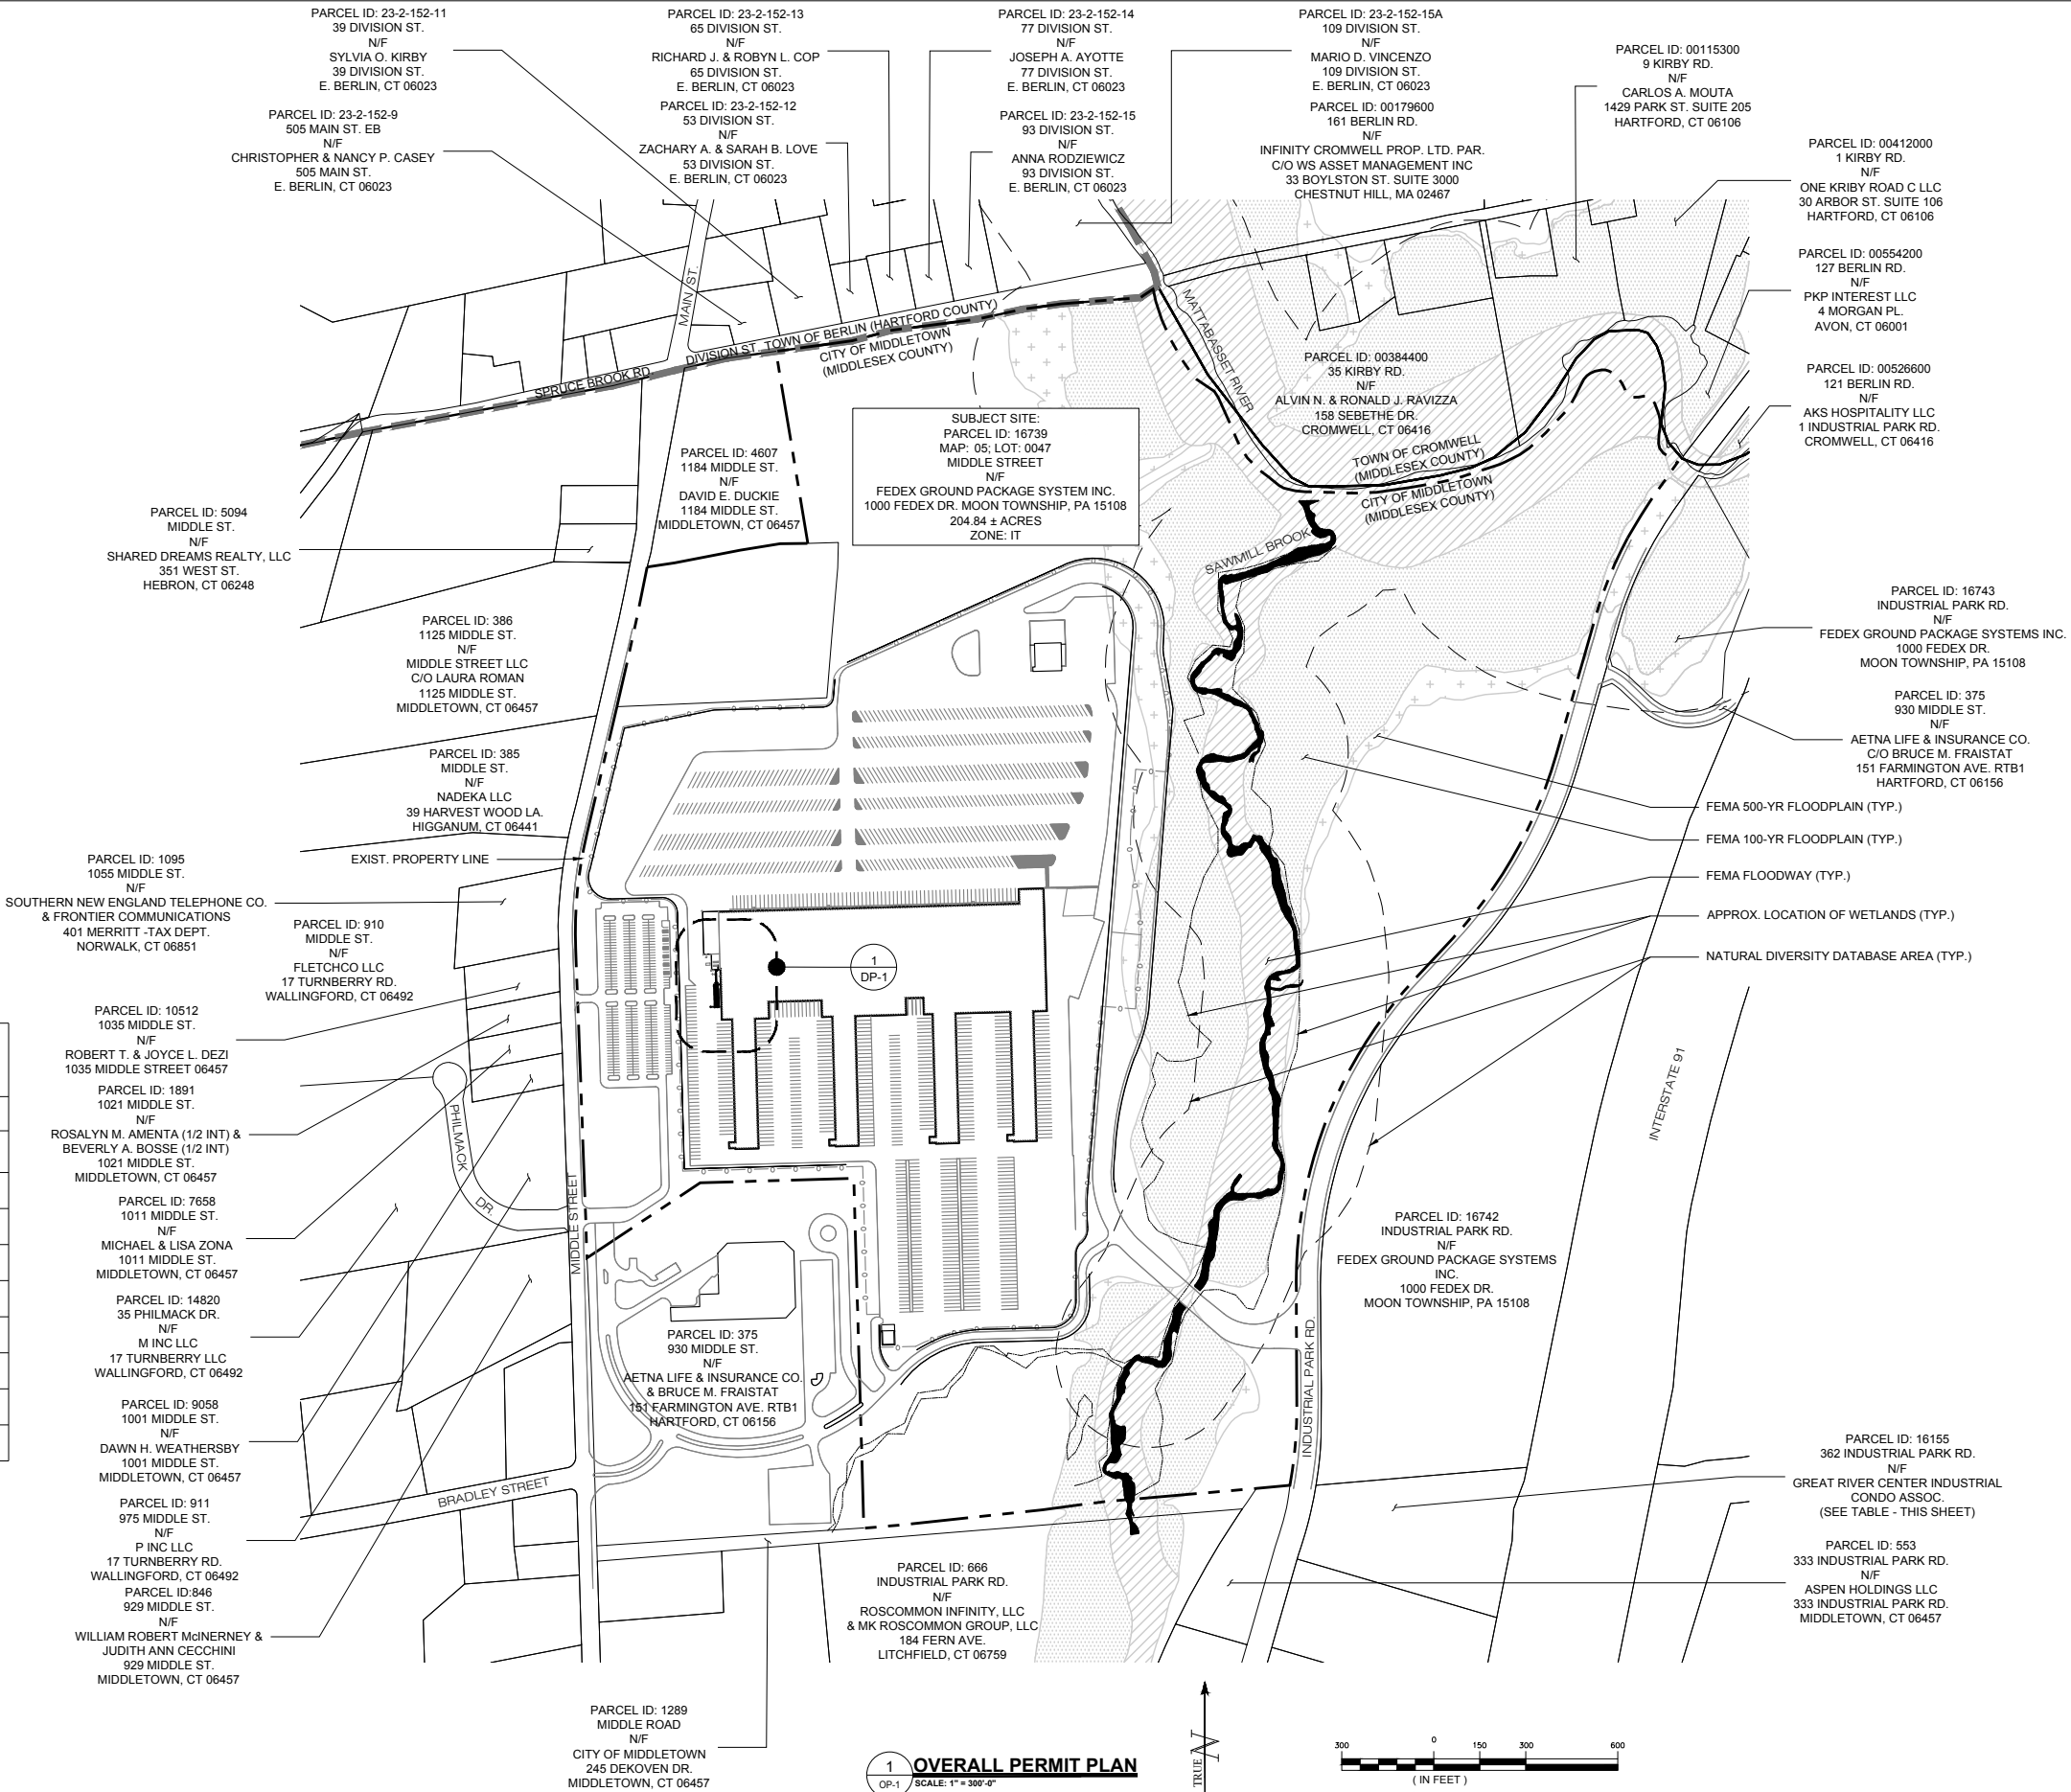 PARCEL ID: 23-2-152-11
39 DIVISION ST.
N/F
SYLVIA O. KIRBY
39 DIVISION ST.
E. BERLIN, CT 06023
PARCEL ID: 23-2-152-13
65 DIVISION ST.
N/F
RICHARD J. & ROBYN L. COP
65 DIVISION ST.
E. BERLIN, CT 06023
PARCEL ID: 23-2-152-14
77 DIVISION ST.
N/F
JOSEPH A. AYOTTE
77 DIVISION ST.
E. BERLIN, CT 06023
PARCEL ID: 23-2-152-15A
109 DIVISION ST.
N/F
MARIO D. VINCENZO
109 DIVISION ST.
E. BERLIN, CT 06023
PARCEL ID: 00115300
9 KIRBY RD.
N/F
CARLOS A. MOUTA
1429 PARK ST. SUITE 205
HARTFORD, CT 06106
PARCEL ID: 23-2-152-9
505 MAIN ST. EB
N/F
CHRISTOPHER & NANCY P. CASEY
505 MAIN ST.
E. BERLIN, CT 06023
PARCEL ID: 23-2-152-12
53 DIVISION ST.
N/F
ZACHARY A. & SARAH B. LOVE
53 DIVISION ST.
E. BERLIN, CT 06023
PARCEL ID: 23-2-152-15
93 DIVISION ST.
N/F
ANNA RODZIEWICZ
93 DIVISION ST.
E. BERLIN, CT 06023
PARCEL ID: 00179600
161 BERLIN RD.
N/F
INFINITY CROMWELL PROP. LTD. PAR.
C/O WS ASSET MANAGEMENT INC
33 BOYLSTON ST. SUITE 3000
CHESTNUT HILL, MA 02467
PARCEL ID: 00412000
1 KIRBY RD.
N/F
ONE KRIBY ROAD C LLC
30 ARBOR ST. SUITE 106
HARTFORD, CT 06106
PARCEL ID: 00554200
127 BERLIN RD.
N/F
PKP INTEREST LLC
4 MORGAN PL.
AVON, CT 06001
PARCEL ID: 00526600
121 BERLIN RD.
N/F
AKS HOSPITALITY LLC
1 INDUSTRIAL PARK RD.
CROMWELL, CT 06416
MAIN ST.
SPRUCE BROOK RD.
DIVISION ST.
TOWN OF BERLIN (HARTFORD COUNTY)
CITY OF MIDDLETOWN
(MIDDLESEX COUNTY)
MATTABASSET RIVER
PARCEL ID: 00384400
35 KIRBY RD.
N/F
ALVIN N. & RONALD J. RAVIZZA
158 SEBETHE DR.
CROMWELL, CT 06416
TOWN OF CROMWELL
(MIDDLESEX COUNTY)
CITY OF MIDDLETOWN
(MIDDLESEX COUNTY)
SUBJECT SITE:
PARCEL ID: 16739
MAP: 05; LOT: 0047
MIDDLE STREET
N/F
FEDEX GROUND PACKAGE SYSTEM INC.
1000 FEDEX DR. MOON TOWNSHIP, PA 15108
204.84 ± ACRES
ZONE: IT
PARCEL ID: 4607
1184 MIDDLE ST.
N/F
DAVID E. DUCKIE
1184 MIDDLE ST.
MIDDLETOWN, CT 06457
PARCEL ID: 5094
MIDDLE ST.
N/F
SHARED DREAMS REALTY, LLC
351 WEST ST.
HEBRON, CT 06248
SAWMILL BROOK
PARCEL ID: 16743
INDUSTRIAL PARK RD.
N/F
FEDEX GROUND PACKAGE SYSTEMS INC.
1000 FEDEX DR.
MOON TOWNSHIP, PA 15108
PARCEL ID: 386
1125 MIDDLE ST.
N/F
MIDDLE STREET LLC
C/O LAURA ROMAN
1125 MIDDLE ST.
MIDDLETOWN, CT 06457
PARCEL ID: 375
930 MIDDLE ST.
N/F
AETNA LIFE & INSURANCE CO.
C/O BRUCE M. FRAISTAT
151 FARMINGTON AVE. RTB1
HARTFORD, CT 06156
PARCEL ID: 385
MIDDLE ST.
N/F
NADEKA LLC
39 HARVEST WOOD LA.
HIGGANUM, CT 06441
EXIST. PROPERTY LINE
FEMA 500-YR FLOODPLAIN (TYP.)
FEMA 100-YR FLOODPLAIN (TYP.)
FEMA FLOODWAY (TYP.)
APPROX. LOCATION OF WETLANDS (TYP.)
NATURAL DIVERSITY DATABASE AREA (TYP.)
PARCEL ID: 1095
1055 MIDDLE ST.
N/F
SOUTHERN NEW ENGLAND TELEPHONE CO.
& FRONTIER COMMUNICATIONS
401 MERRITT -TAX DEPT.
NORWALK, CT 06851
PARCEL ID: 910
MIDDLE ST.
N/F
FLETCHCO LLC
17 TURNBERRY RD.
WALLINGFORD, CT 06492
1
DP-1
PARCEL ID: 10512
1035 MIDDLE ST.
N/F
ROBERT T. & JOYCE L. DEZI
1035 MIDDLE STREET 06457
PARCEL ID: 1891
1021 MIDDLE ST.
N/F
ROSALYN M. AMENTA (1/2 INT) &
BEVERLY A. BOSSE (1/2 INT)
1021 MIDDLE ST.
MIDDLETOWN, CT 06457
PHILMACK
DR.
MIDDLE STREET
INTERSTATE 91
PARCEL ID: 7658
1011 MIDDLE ST.
N/F
MICHAEL & LISA ZONA
1011 MIDDLE ST.
MIDDLETOWN, CT 06457
PARCEL ID: 16742
INDUSTRIAL PARK RD.
N/F
FEDEX GROUND PACKAGE SYSTEMS
INC.
1000 FEDEX DR.
MOON TOWNSHIP, PA 15108
PARCEL ID: 14820
35 PHILMACK DR.
N/F
M INC LLC
17 TURNBERRY LLC
WALLINGFORD, CT 06492
PARCEL ID: 375
930 MIDDLE ST.
N/F
AETNA LIFE & INSURANCE CO.
& BRUCE M. FRAISTAT
151 FARMINGTON AVE. RTB1
HARTFORD, CT 06156
INDUSTRIAL PARK RD.
PARCEL ID: 9058
1001 MIDDLE ST.
N/F
DAWN H. WEATHERSBY
1001 MIDDLE ST.
MIDDLETOWN, CT 06457
BRADLEY STREET
PARCEL ID: 16155
362 INDUSTRIAL PARK RD.
N/F
GREAT RIVER CENTER INDUSTRIAL
CONDO ASSOC.
(SEE TABLE - THIS SHEET)
PARCEL ID: 911
975 MIDDLE ST.
N/F
P INC LLC
17 TURNBERRY RD.
WALLINGFORD, CT 06492
PARCEL ID:846
929 MIDDLE ST.
N/F
WILLIAM ROBERT McINERNEY &
JUDITH ANN CECCHINI
929 MIDDLE ST.
MIDDLETOWN, CT 06457
PARCEL ID: 666
INDUSTRIAL PARK RD.
N/F
ROSCOMMON INFINITY, LLC
& MK ROSCOMMON GROUP, LLC
184 FERN AVE.
LITCHFIELD, CT 06759
PARCEL ID: 553
333 INDUSTRIAL PARK RD.
N/F
ASPEN HOLDINGS LLC
333 INDUSTRIAL PARK RD.
MIDDLETOWN, CT 06457
PARCEL ID: 1289
MIDDLE ROAD
N/F
CITY OF MIDDLETOWN
245 DEKOVEN DR.
MIDDLETOWN, CT 06457
1
OP-1
OVERALL PERMIT PLAN
SCALE: 1" = 300'-0"
TRUE N
300 0 150 300 600
( IN FEET )